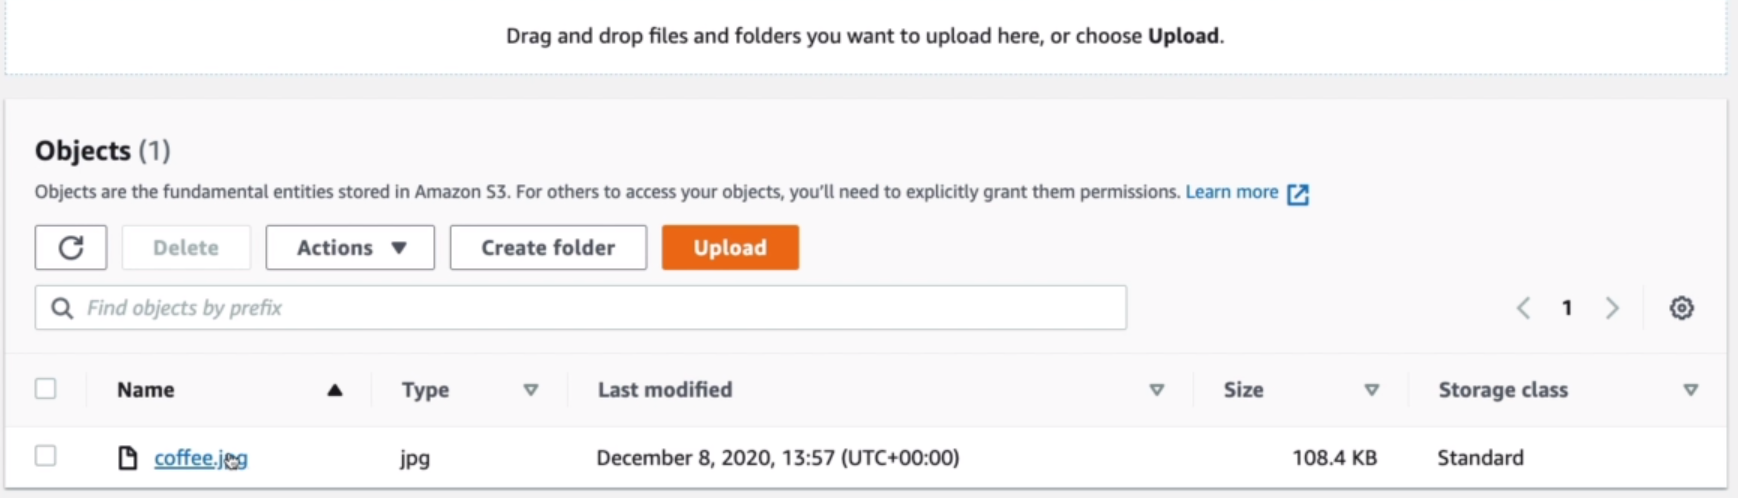 Drag and drop files and folders you want to upload here, or choose Upload.
Objects (1)
Objects are the fundamental entities stored in Amazon S3. For others to access your objects, you'll need to explicitly grant them permissions. Learn more
Delete Actions Create folder Upload
Find objects by prefix 1
Name Type Last modified Size Storage class
coffee.jpg jpg December 8, 2020, 13:57 (UTC+00:00) 108.4 KB Standard